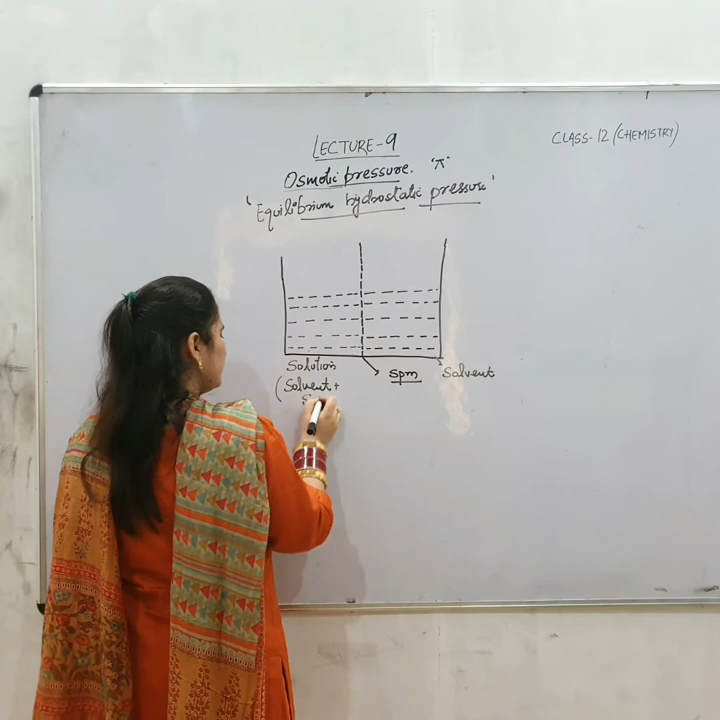 LECTURE-9
CLASS-12 (CHEMISTRY)
Osmotic pressure. "π"
'Equilibrium hydrostatic pressure'
Solution
spm
Solvent
(Solvent +
S